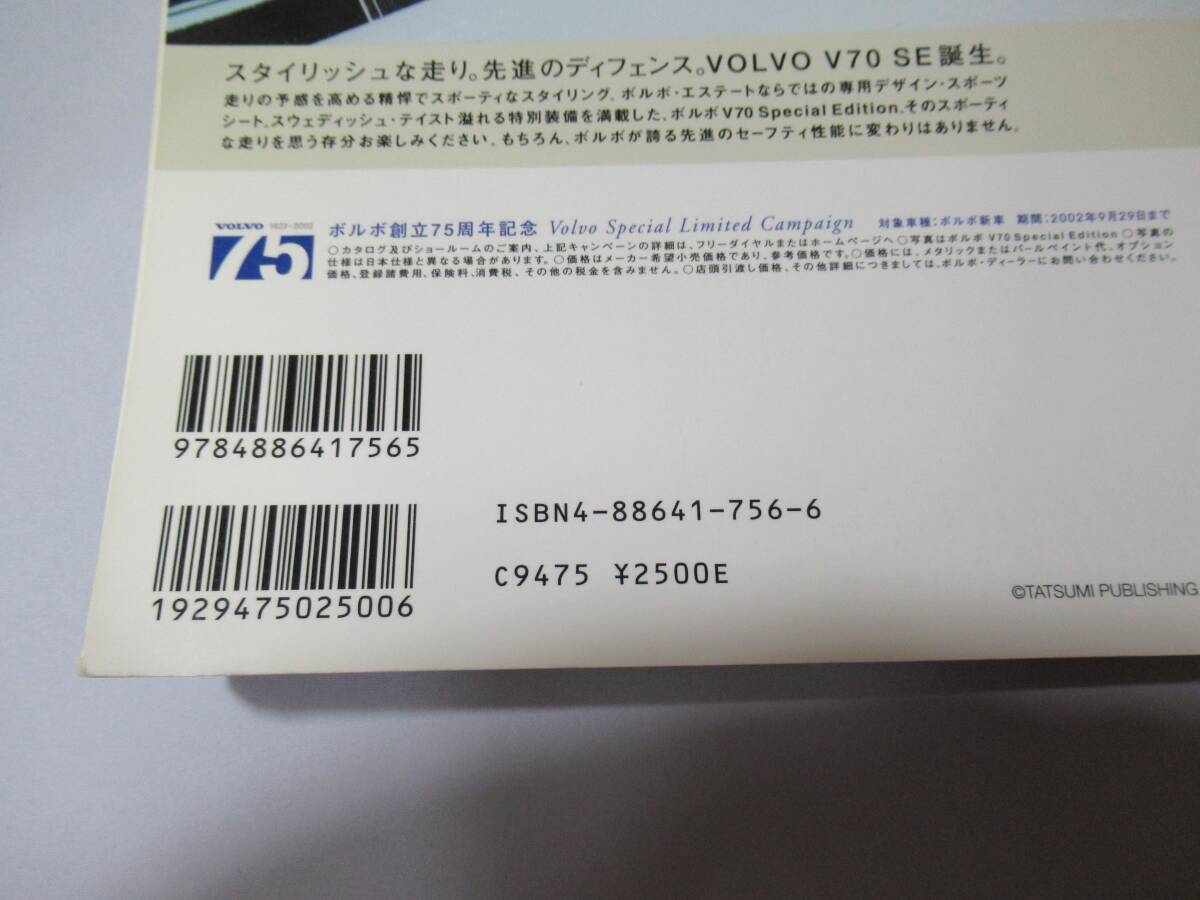 スタイリッシュな走り。先進のディフェンス。VOLVO V70 SE誕生。
走りの予感を高める精悍でスポーティなスタイリング。ボルボ・エステートならではの専用デザイン・スポーツ
シート。スウェディッシュ・テイスト溢れる特別装備を満載した、ボルボV70 Special Edition。そのスポーティ
な走りを思う存分お楽しみください。もちろん、ボルボが誇る先進のセーフティ性能に変わりはありません。
VOLVO 1927-2002
75
ボルボ創立75周年記念 Volvo Special Limited Campaign 対象車種:ボルボ新車 期間:2002年9月29日まで
○カタログ及びショールームのご案内、上記キャンペーンの詳細は、フリーダイヤルまたはホームページへ ○写真はボルボ V70 Special Edition ○写真の
仕様は日本仕様と異なる場合があります。○価格はメーカー希望小売価格であり、参考価格です。○価格には、メタリックまたはパールペイント代、オプション
価格、登録諸費用、保険料、消費税、その他の税金を含みません。○店頭引渡し価格、その他詳細につきましては、ボルボ・ディーラーにお問い合わせください。
9784886417565
ISBN4-88641-756-6
C9475 ¥2500E
1929475025006
©TATSUMI PUBLISHING